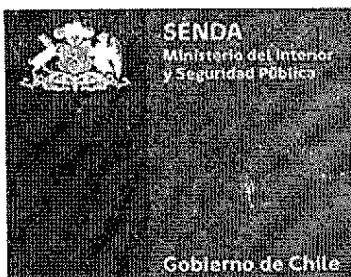 SENDA
Ministerio del Interior
y Seguridad Pública
Gobierno de Chile